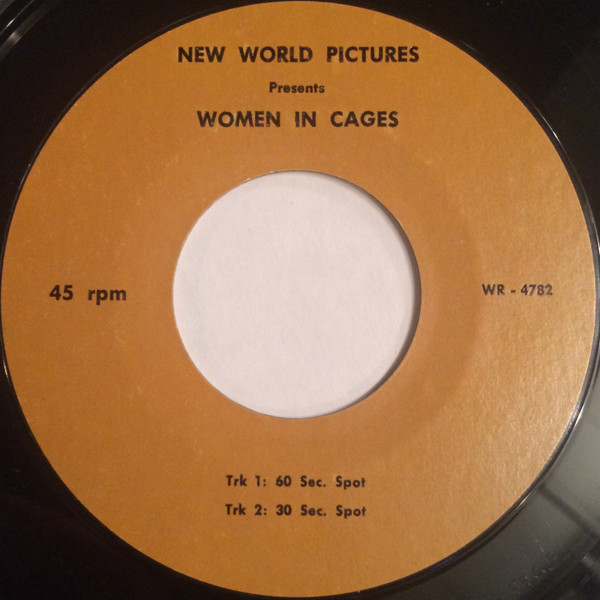 NEW WORLD PICTURES
Presents
WOMEN IN CAGES
45 rpm
WR - 4782
Trk 1: 60 Sec. Spot
Trk 2: 30 Sec. Spot